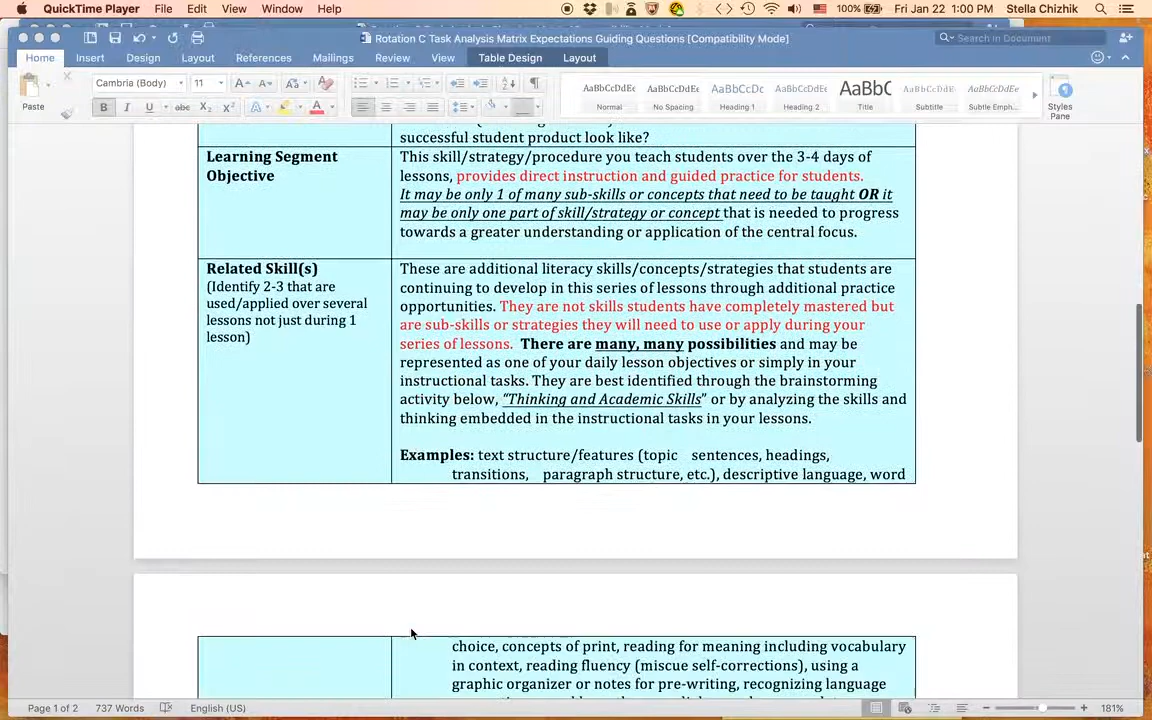 QuickTime Player File Edit View Window Help 100% Fri Jan 22 1:00 PM Stella Chizhik
Rotation C Task Analysis Matrix Expectations Guiding Questions [Compatibility Mode] Search in Document
Home Insert Design Layout References Mailings Review View Table Design Layout
Paste Cambria (Body) 11 AaBbCcDdEe Normal AaBbCcDdEe No Spacing AaBbCcDc Heading 1 AaBbCcDdEe Heading 2 AaBbC Title AaBbCcDdEe Subtitle AaBbCcDdEe Subtle Emph... Styles Pane
successful student product look like?
Learning Segment
Objective
This skill/strategy/procedure you teach students over the 3-4 days of
lessons, provides direct instruction and guided practice for students.
It may be only 1 of many sub-skills or concepts that need to be taught OR it
may be only one part of skill/strategy or concept that is needed to progress
towards a greater understanding or application of the central focus.
Related Skill(s)
(Identify 2-3 that are
used/applied over several
lessons not just during 1
lesson)
These are additional literacy skills/concepts/strategies that students are
continuing to develop in this series of lessons through additional practice
opportunities. They are not skills students have completely mastered but
are sub-skills or strategies they will need to use or apply during your
series of lessons. There are many, many possibilities and may be
represented as one of your daily lesson objectives or simply in your
instructional tasks. They are best identified through the brainstorming
activity below, “Thinking and Academic Skills” or by analyzing the skills and
thinking embedded in the instructional tasks in your lessons.
Examples: text structure/features (topic sentences, headings,
transitions, paragraph structure, etc.), descriptive language, word
choice, concepts of print, reading for meaning including vocabulary
in context, reading fluency (miscue self-corrections), using a
graphic organizer or notes for pre-writing, recognizing language
Page 1 of 2 737 Words English (US) 181%